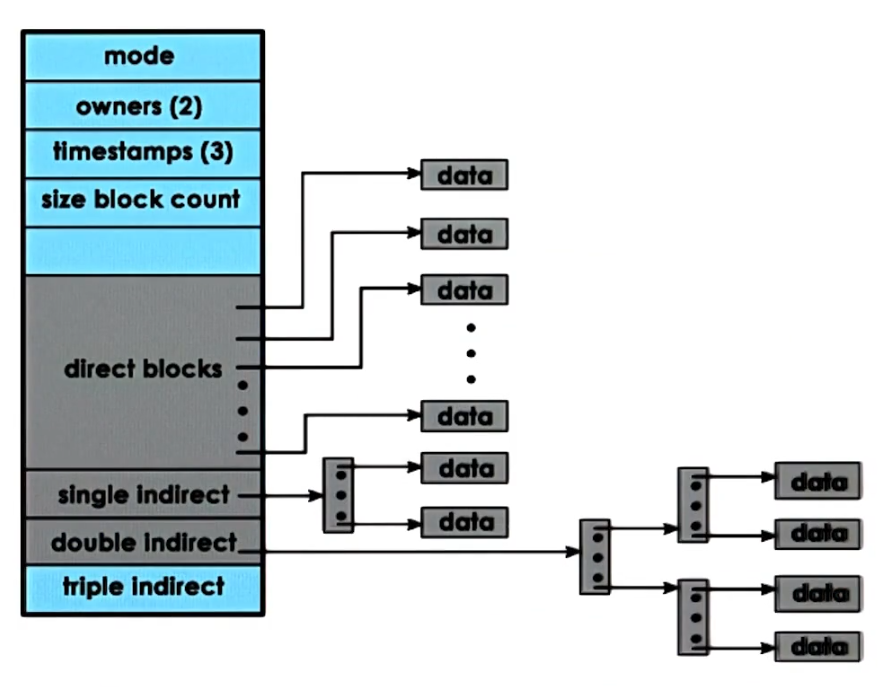 mode
owners (2)
timestamps (3)
size block count
direct blocks
single indirect
double indirect
triple indirect
data
data
data
data
data
data
data
data
data
data